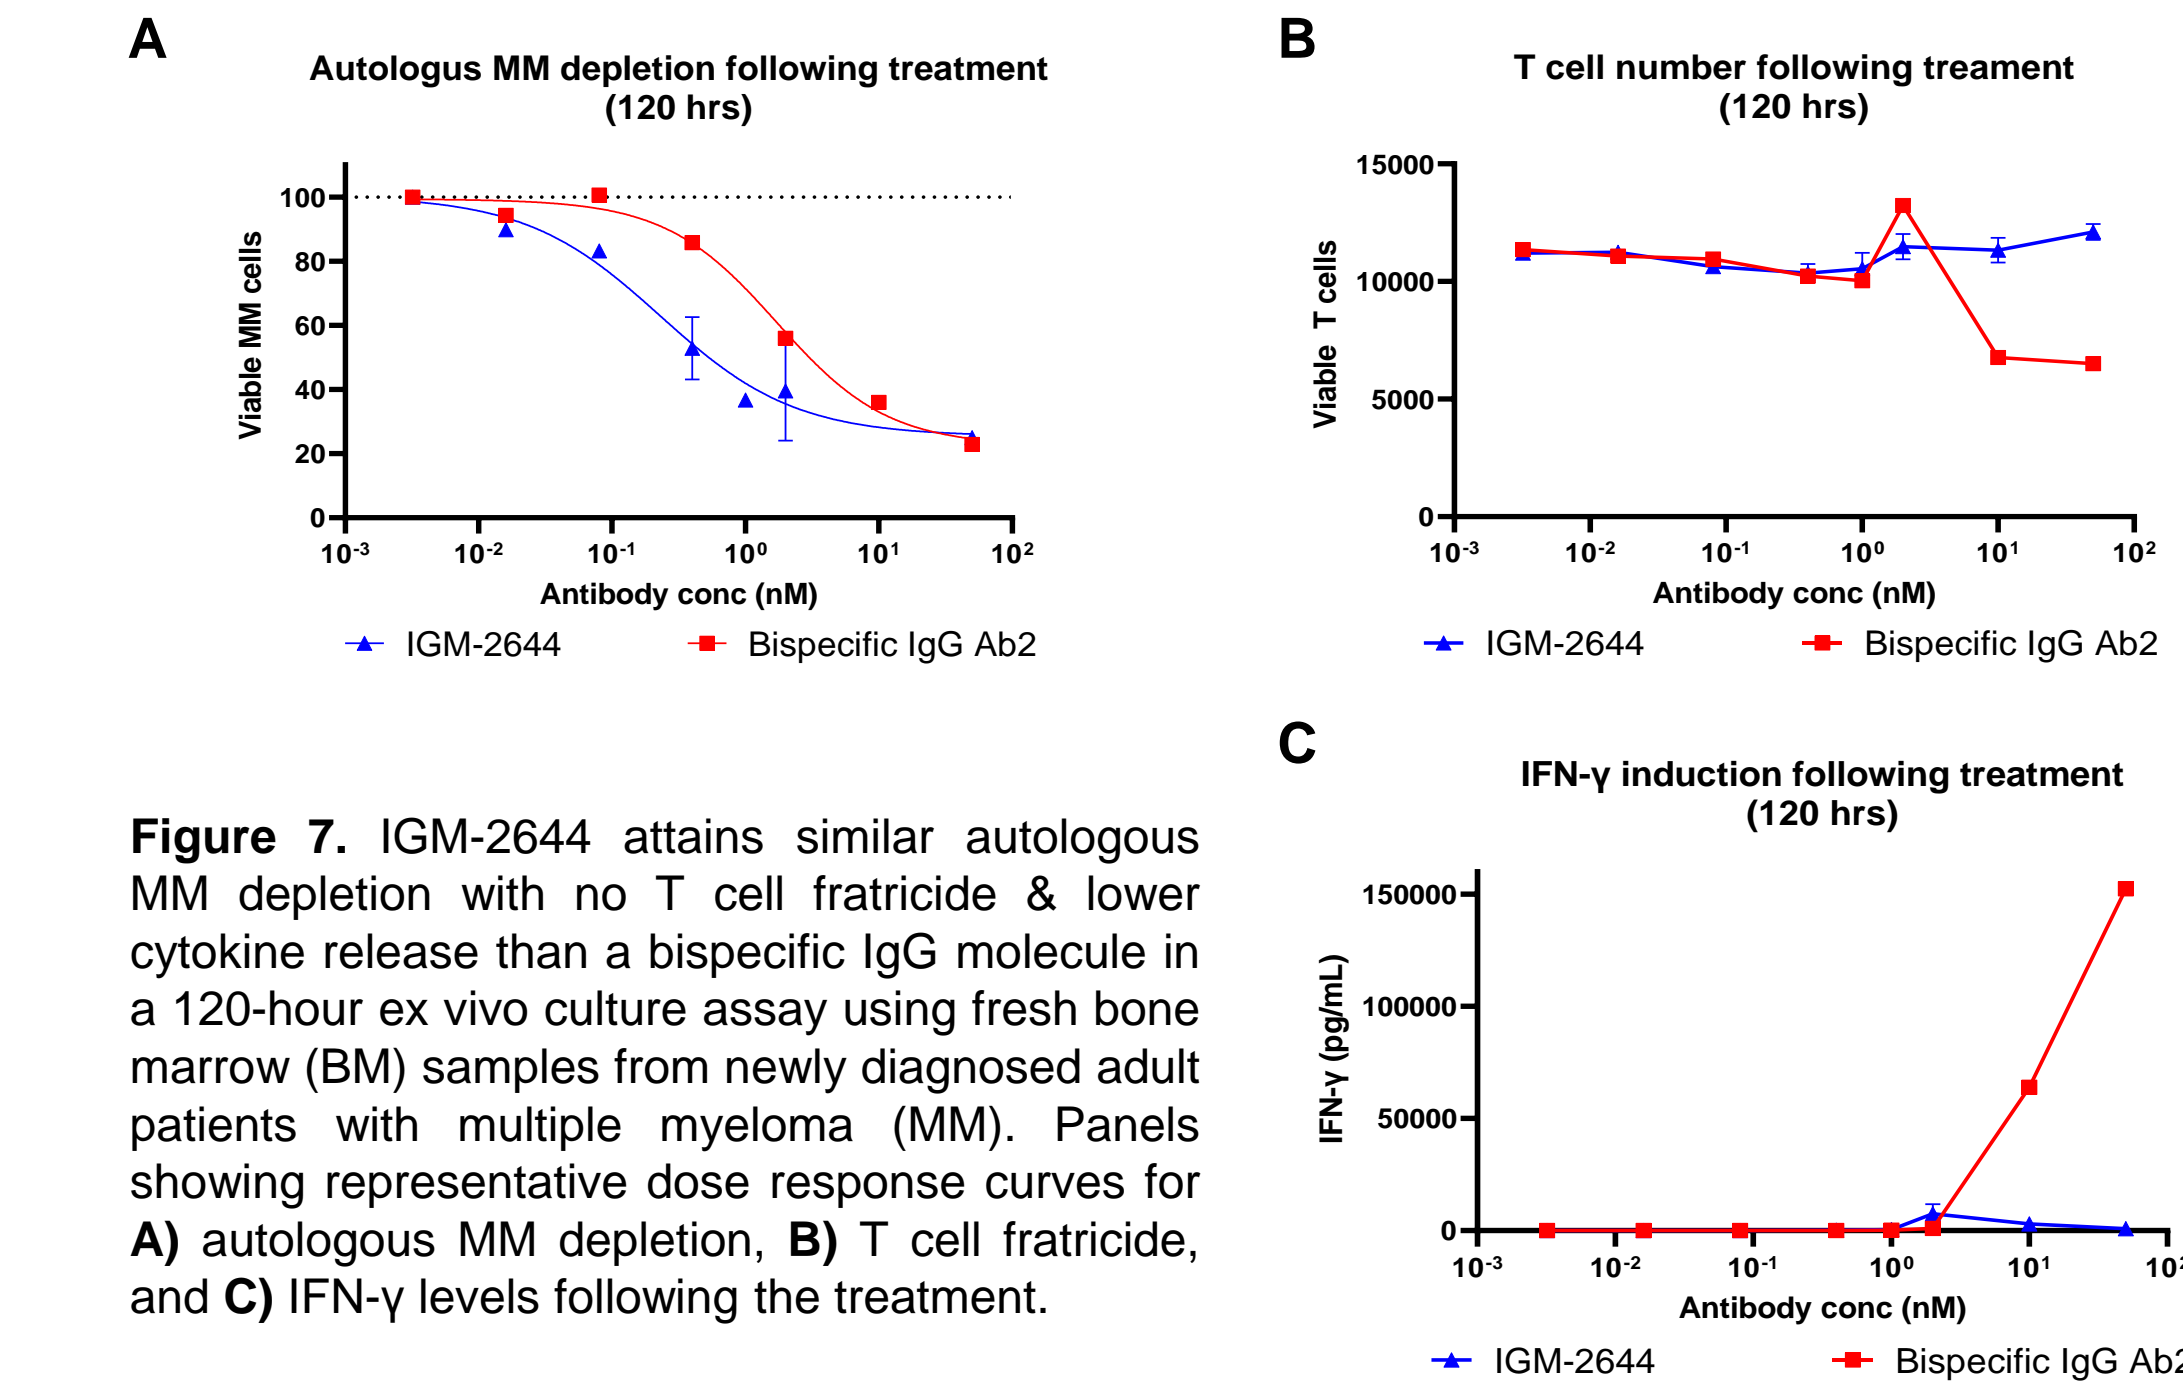 A
Autologus MM depletion following treatment
(120 hrs)
Viable MM cells
100
80
60
40
20
0
10-3 10-2 10-1 100 101 102
Antibody conc (nM)
IGM-2644 Bispecific IgG Ab2
B
T cell number following treament
(120 hrs)
Viable T cells
15000
10000
5000
0
10-3 10-2 10-1 100 101 102
Antibody conc (nM)
IGM-2644 Bispecific IgG Ab2
Figure 7. IGM-2644 attains similar autologous
MM depletion with no T cell fratricide & lower
cytokine release than a bispecific IgG molecule in
a 120-hour ex vivo culture assay using fresh bone
marrow (BM) samples from newly diagnosed adult
patients with multiple myeloma (MM). Panels
showing representative dose response curves for
A) autologous MM depletion, B) T cell fratricide,
and C) IFN-γ levels following the treatment.
C
IFN-γ induction following treatment
(120 hrs)
IFN-γ (pg/mL)
150000
100000
50000
0
10-3 10-2 10-1 100 101 102
Antibody conc (nM)
IGM-2644 Bispecific IgG Ab2